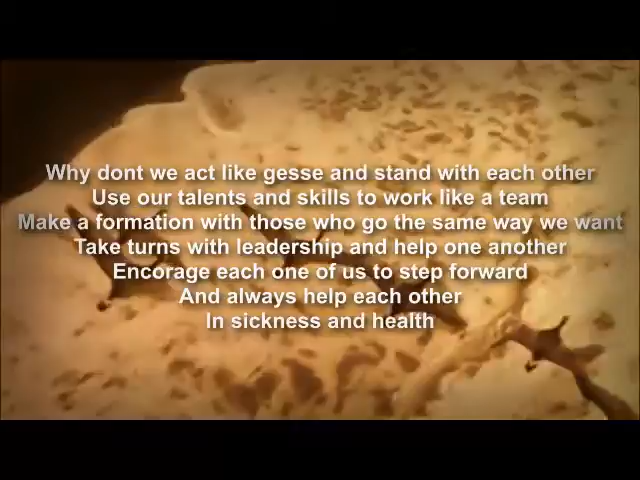 Why dont we act like gesse and stand with each other
Use our talents and skills to work like a team
Make a formation with those who go the same way we want
Take turns with leadership and help one another
Encorage each one of us to step forward
And always help each other
In sickness and health